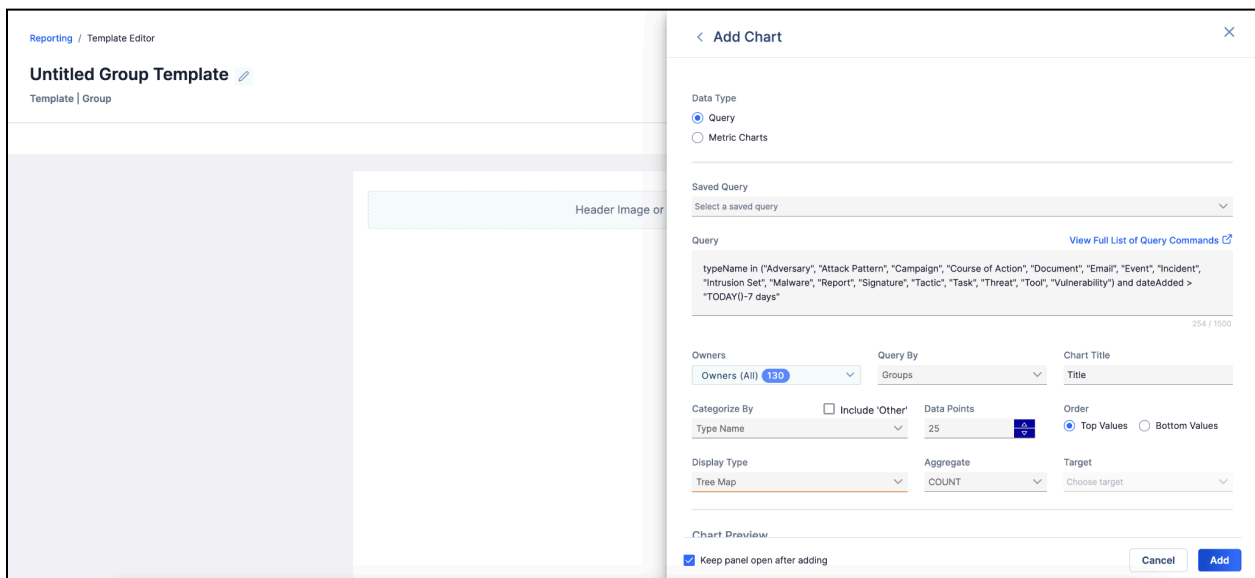 Reporting / Template Editor
Untitled Group Template
Template | Group
Header Image or
< Add Chart
Data Type
Query
Metric Charts
Saved Query
Select a saved query
Query
View Full List of Query Commands
typeName in ("Adversary", "Attack Pattern", "Campaign", "Course of Action", "Document", "Email", "Event", "Incident",
"Intrusion Set", "Malware", "Report", "Signature", "Tactic", "Task", "Threat", "Tool", "Vulnerability") and dateAdded >
"TODAY()-7 days"
254 / 1500
Owners
Query By
Chart Title
Owners (All) 130
Groups
Title
Categorize By
Include 'Other'
Data Points
Order
Type Name
25
Top Values
Bottom Values
Display Type
Aggregate
Target
Tree Map
COUNT
Choose target
Chart Preview
Keep panel open after adding
Cancel
Add